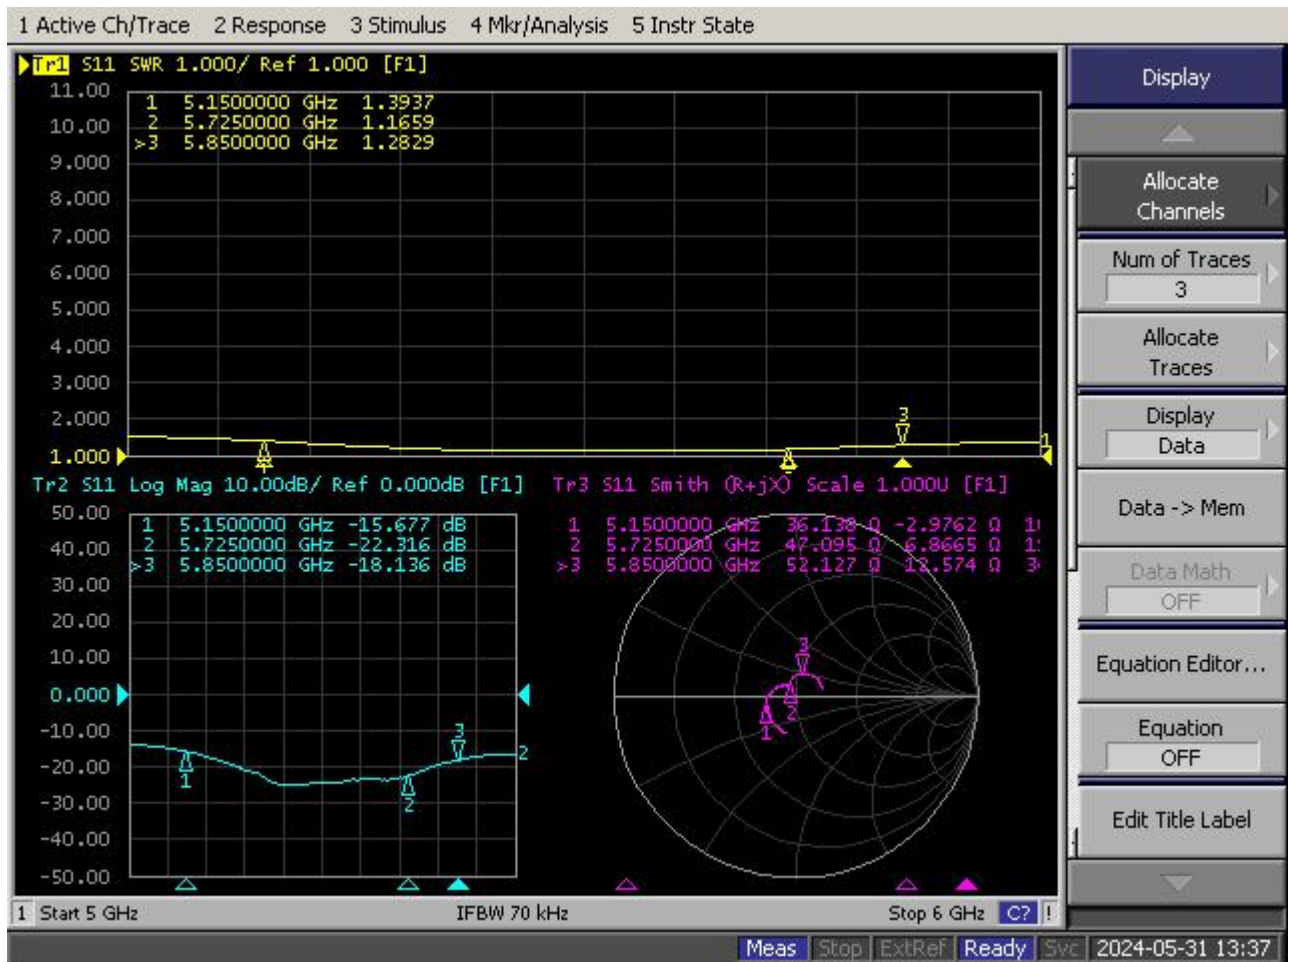 1 Active Ch/Trace 2 Response 3 Stimulus 4 Mkr/Analysis 5 Instr State
Tr1 S11 SWR 1.000/ Ref 1.000 [F1]
11.00
10.00
9.000
8.000
7.000
6.000
5.000
4.000
3.000
2.000
1.000
1 5.1500000 GHz 1.3937
2 5.7250000 GHz 1.1659
>3 5.8500000 GHz 1.2829
3
1
Tr2 S11 Log Mag 10.00dB/ Ref 0.000dB [F1]
50.00
40.00
30.00
20.00
10.00
0.000
-10.00
-20.00
-30.00
-40.00
-50.00
1 5.1500000 GHz -15.677 dB
2 5.7250000 GHz -22.316 dB
>3 5.8500000 GHz -18.136 dB
3
2
1
2
Tr3 S11 Smith (R+jX) Scale 1.000U [F1]
1 5.1500000 GHz 36.138 Ω -2.9762 Ω
2 5.7250000 GHz 47.095 Ω 6.8665 Ω
>3 5.8500000 GHz 52.127 Ω 12.574 Ω
3
2
1
1 Start 5 GHz IFBW 70 kHz Stop 6 GHz C? !
Meas Stop ExtRef Ready Svc 2024-05-31 13:37
Display
Allocate
Channels
Num of Traces
3
Allocate
Traces
Display
Data
Data -> Mem
Data Math
OFF
Equation Editor...
Equation
OFF
Edit Title Label